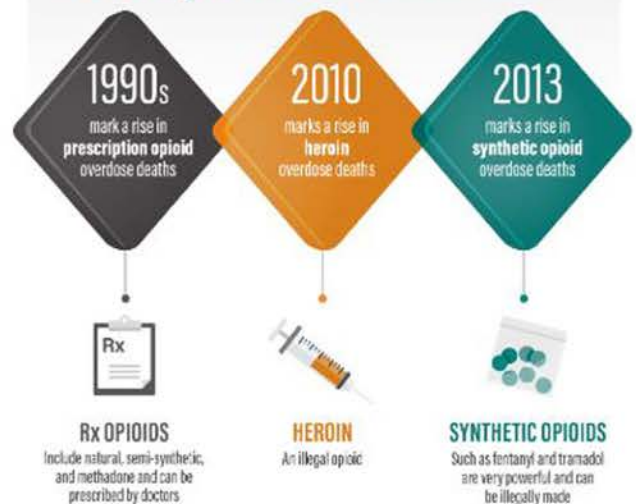 1990s
mark a rise in
prescription opioid
overdose deaths
2010
marks a rise in
heroin
overdose deaths
2013
marks a rise in
synthetic opioid
overdose deaths
Rx
Rx OPIOIDS
Include natural, semi-synthetic,
and methadone and can be
prescribed by doctors
HEROIN
An illegal opioid
SYNTHETIC OPIOIDS
Such as fentanyl and tramadol
are very powerful and can
be illegally made